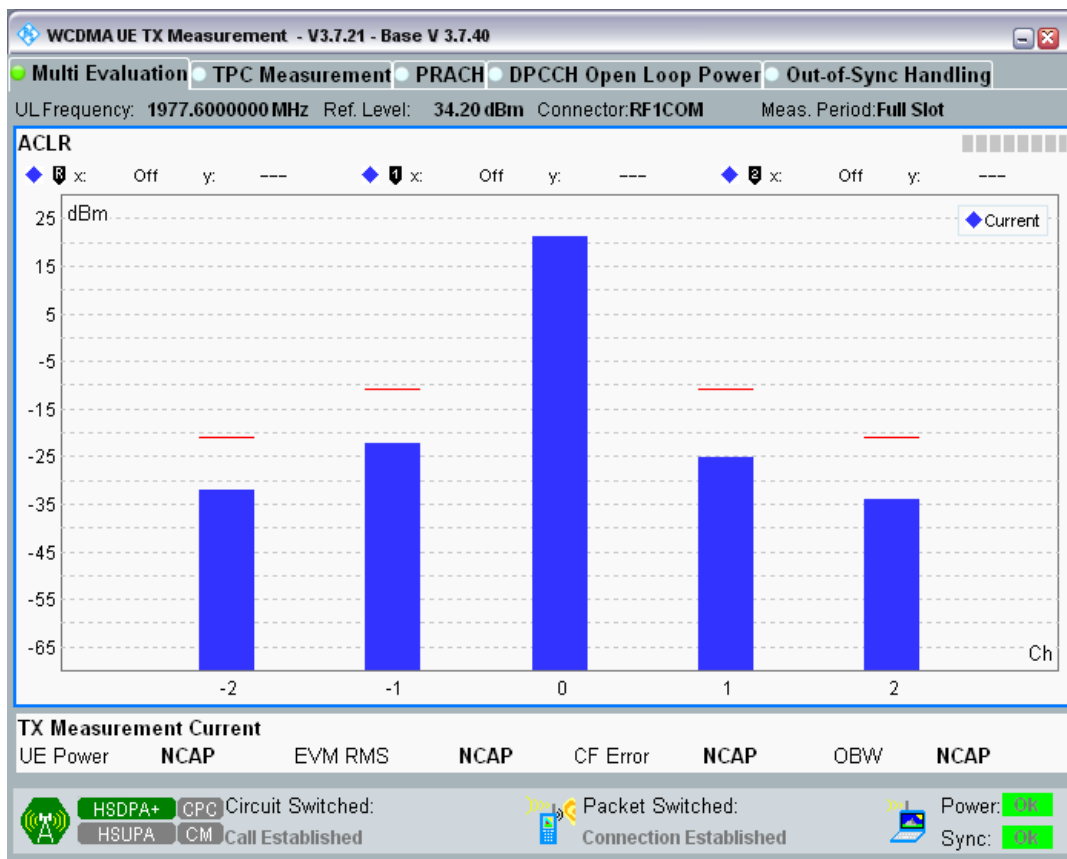 WCDMA UE TX Measurement - V3.7.21 - Base V 3.7.40
Multi Evaluation TPC Measurement PRACH DPCCH Open Loop Power Out-of-Sync Handling
UL Frequency: 1977.6000000 MHz Ref. Level: 34.20 dBm Connector:RF1COM Meas. Period:Full Slot
ACLR
R x: Off y: --- 1 x: Off y: --- 2 x: Off y: ---
dBm
Current
25
15
5
-5
-15
-25
-35
-45
-55
-65
Ch
-2 -1 0 1 2
TX Measurement Current
UE Power NCAP EVM RMS NCAP CF Error NCAP OBW NCAP
HSDPA+ CPC Circuit Switched: Packet Switched: Power: OK
HSUPA CM Call Established Connection Established Sync: OK